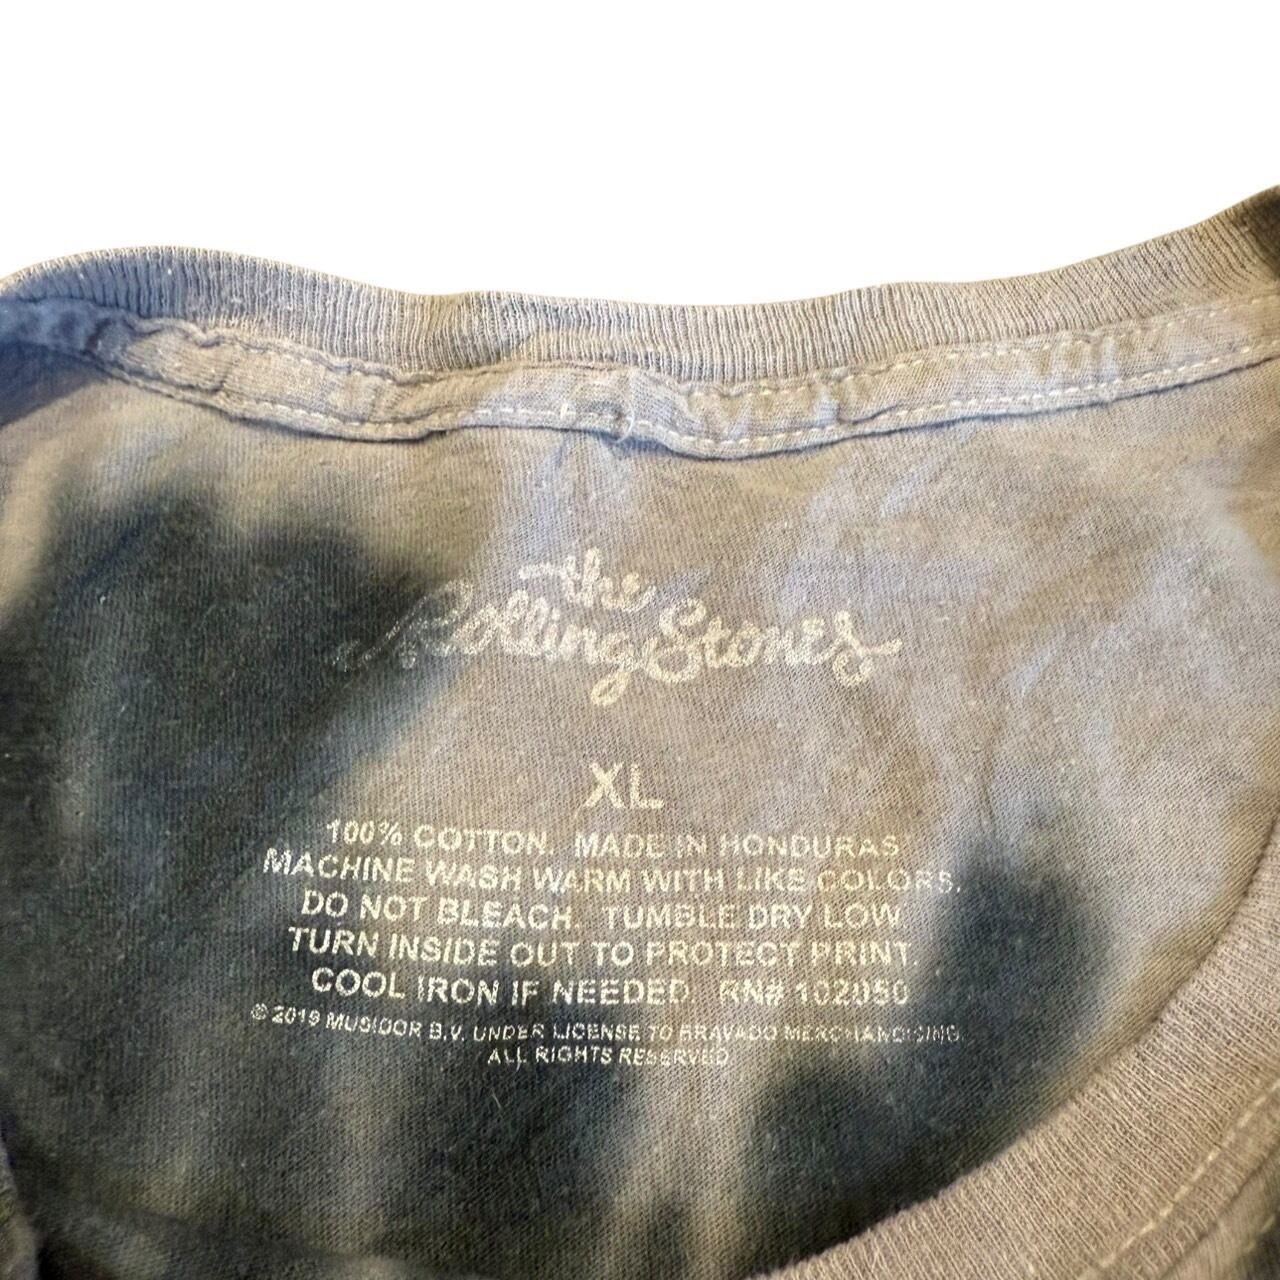 the
Rolling Stones
XL
100% COTTON. MADE IN HONDURAS.
MACHINE WASH WARM WITH LIKE COLORS.
DO NOT BLEACH. TUMBLE DRY LOW
TURN INSIDE OUT TO PROTECT PRINT.
COOL IRON IF NEEDED. RN# 102050
© 2019 MUSIDOR B.V. UNDER LICENSE TO BRAVADO MERCHANDISING.
ALL RIGHTS RESERVED